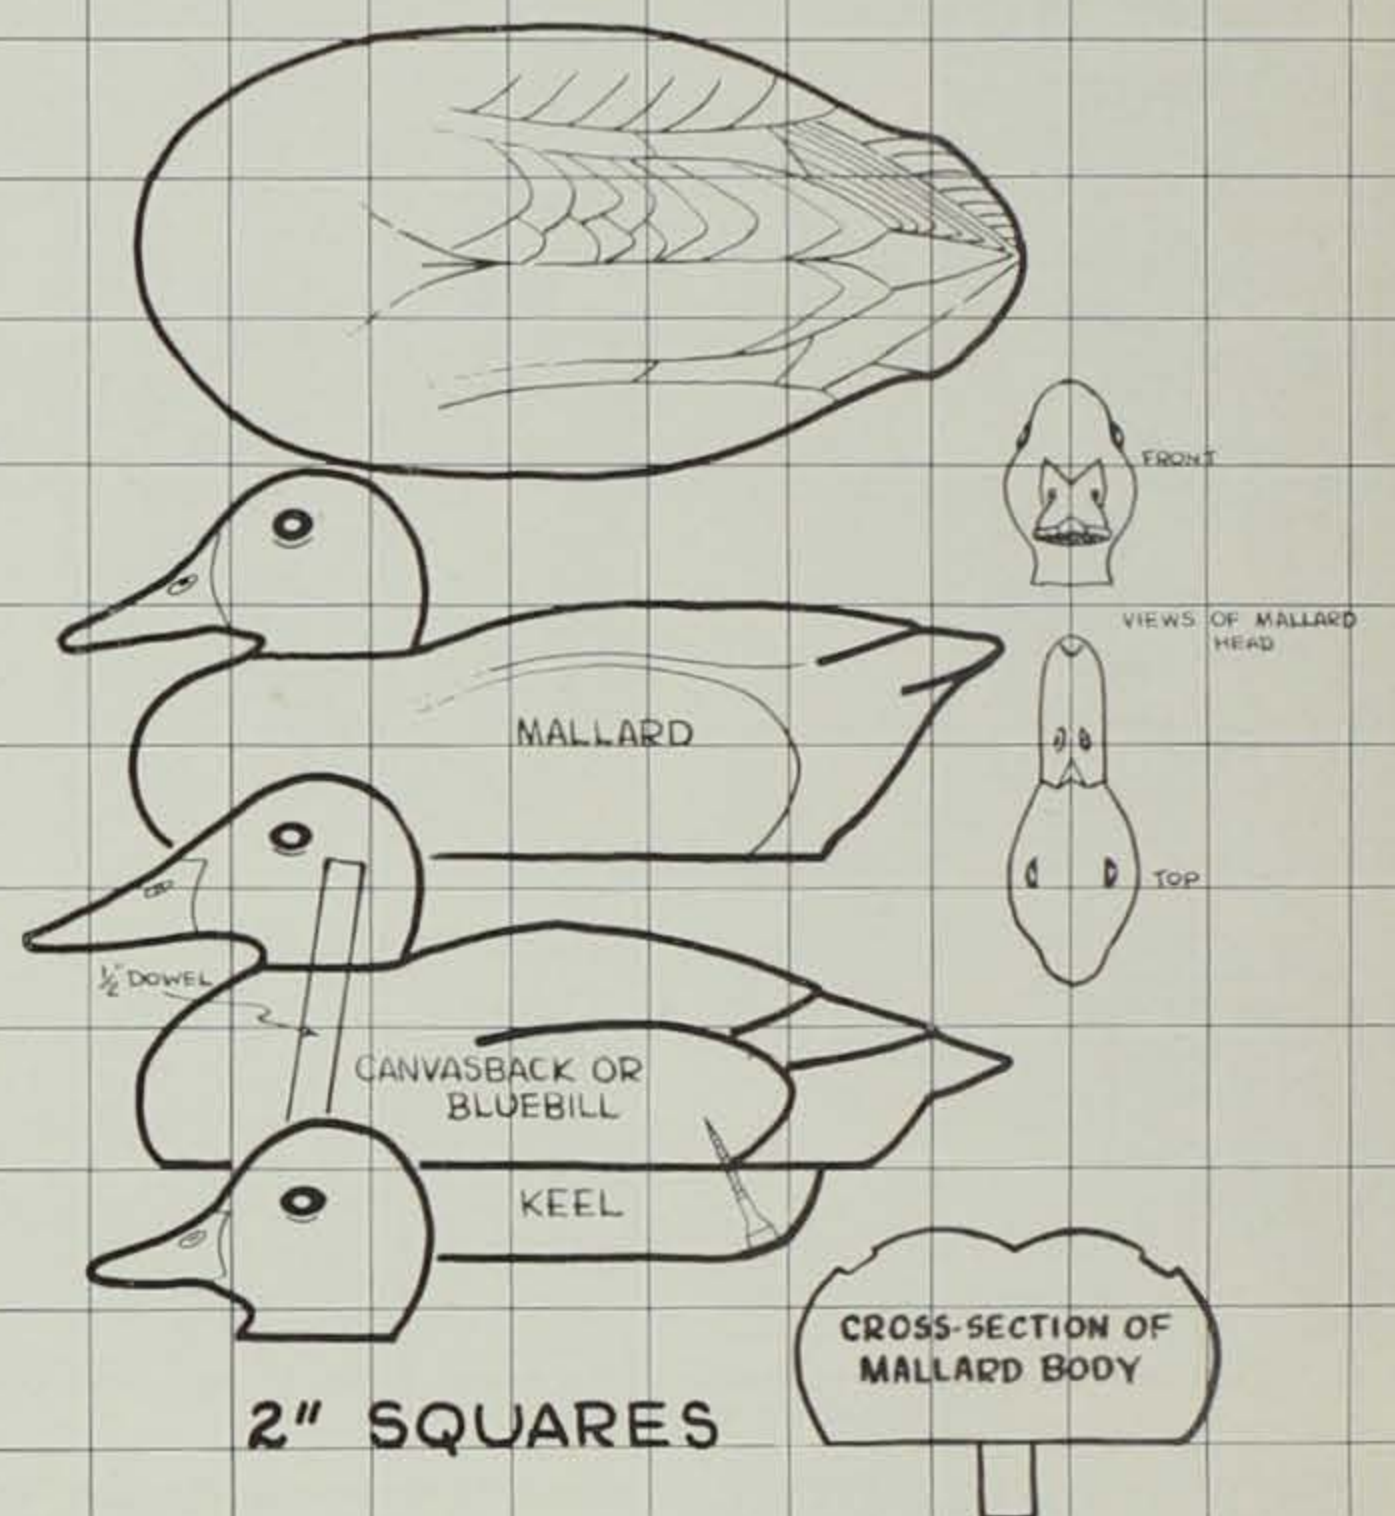 FRONT
VIEWS OF MALLARD
HEAD
MALLARD
TOP
½" DOWEL
CANVASBACK OR
BLUEBILL
KEEL
CROSS-SECTION OF
MALLARD BODY
2" SQUARES